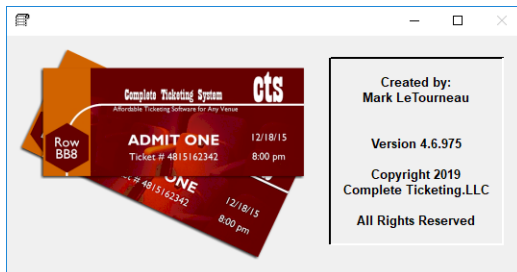 Complete Ticketing System
cts
Affordable Ticketing Software for Any Venue
Row
BB8
ADMIT ONE
Ticket # 4815162342
12/18/15
8:00 pm
ONE
# 4815162342
12/18/15
8:00 pm
Created by:
Mark LeTourneau
Version 4.6.975
Copyright 2019
Complete Ticketing.LLC
All Rights Reserved